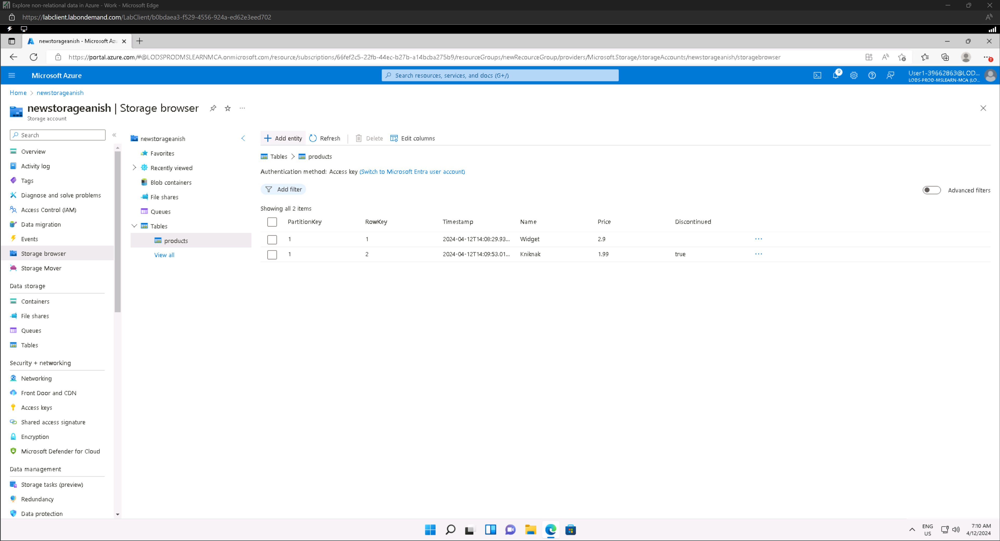 Explore non-relational data in Azure - Work - Microsoft Edge
https://labclient.labondemand.com/LabClient/b0bdaea3-f529-4556-924a-ed62e3eed702
newstorageanish - Microsoft Azu
https://portal.azure.com/#@LODSPRODMSLEARNMCA.onmicrosoft.com/resource/subscriptions/66fef2c5-22fb-44ec-b27b-a14bcba275b9/resourceGroups/newRecourceGroup/providers/Microsoft.Storage/storageAccounts/newstorageanish/storagebrowser
Microsoft Azure
Search resources, services, and docs (G+/)
9
User1-39662863@LOD...
LODS-PROD-MSLEARN-MCA (LO...
Home > newstorageanish
newstorageanish | Storage browser
Storage account
Search
Overview
Activity log
Tags
Diagnose and solve problems
Access Control (IAM)
Data migration
Events
Storage browser
Storage Mover
Data storage
Containers
File shares
Queues
Tables
Security + networking
Networking
Front Door and CDN
Access keys
Shared access signature
Encryption
Microsoft Defender for Cloud
Data management
Storage tasks (preview)
Redundancy
Data protection
newstorageanish
Favorites
Recently viewed
Blob containers
File shares
Queues
Tables
products
View all
Add entity Refresh Delete Edit columns
Tables > products
Authentication method: Access key (Switch to Microsoft Entra user account)
Add filter
Advanced filters
Showing all 2 items
PartitionKey RowKey Timestamp Name Price Discontinued
1 1 2024-04-12T14:08:29.93... Widget 2.9
1 2 2024-04-12T14:09:53.01... Kniknak 1.99 true
ENG
US
7:10 AM
4/12/2024